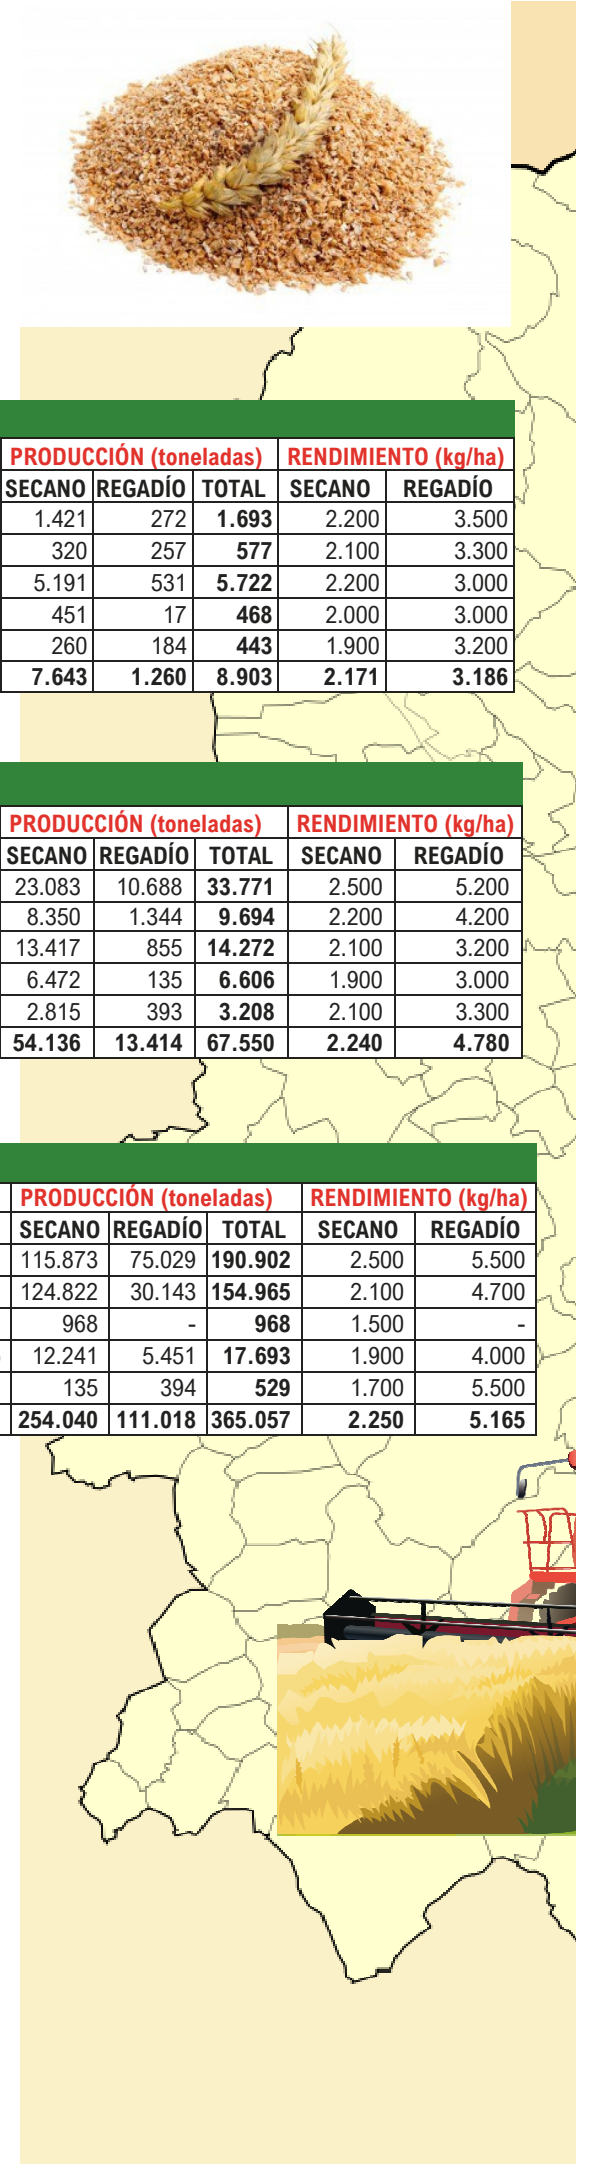 PRODUCCIÓN (toneladas) RENDIMIENTO (kg/ha)
SECANO REGADÍO TOTAL SECANO REGADÍO
1.421 272 1.693 2.200 3.500
320 257 577 2.100 3.300
5.191 531 5.722 2.200 3.000
451 17 468 2.000 3.000
260 184 443 1.900 3.200
7.643 1.260 8.903 2.171 3.186
PRODUCCIÓN (toneladas) RENDIMIENTO (kg/ha)
SECANO REGADÍO TOTAL SECANO REGADÍO
23.083 10.688 33.771 2.500 5.200
8.350 1.344 9.694 2.200 4.200
13.417 855 14.272 2.100 3.200
6.472 135 6.606 1.900 3.000
2.815 393 3.208 2.100 3.300
54.136 13.414 67.550 2.240 4.780
PRODUCCIÓN (toneladas) RENDIMIENTO (kg/ha)
SECANO REGADÍO TOTAL SECANO REGADÍO
115.873 75.029 190.902 2.500 5.500
124.822 30.143 154.965 2.100 4.700
968 - 968 1.500 -
12.241 5.451 17.693 1.900 4.000
135 394 529 1.700 5.500
254.040 111.018 365.057 2.250 5.165